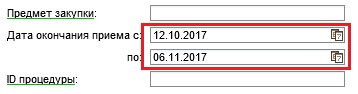 Предмет закупки:
Дата окончания приема с: 12.10.2017
по: 06.11.2017
ID процедуры: